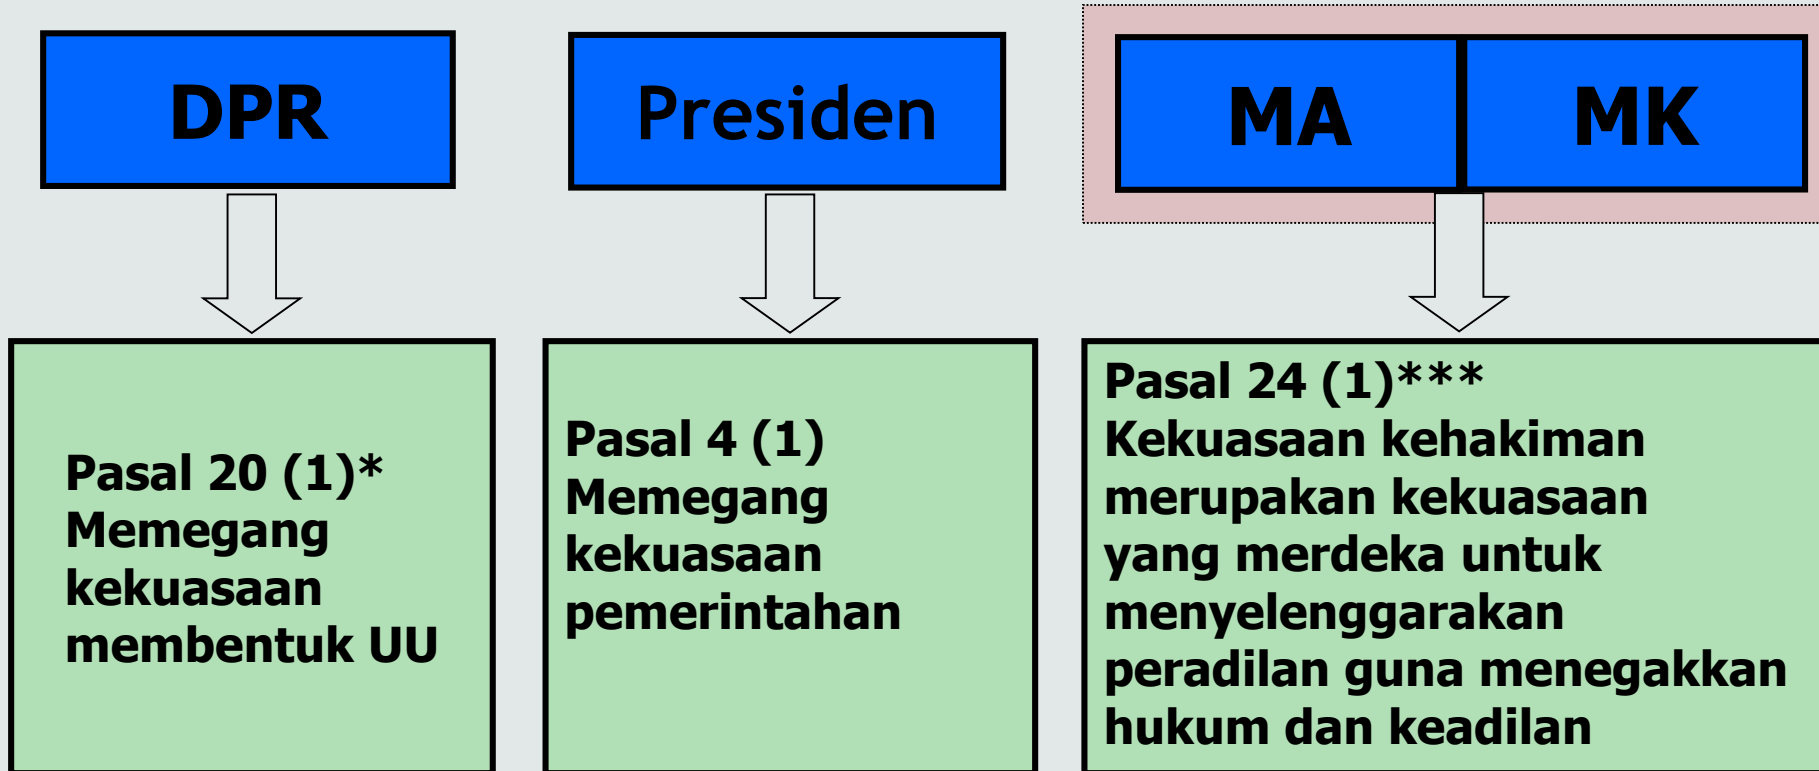 DPR
Presiden
MA
MK
Pasal 20 (1)*
Memegang
kekuasaan
membentuk UU
Pasal 4 (1)
Memegang
kekuasaan
pemerintahan
Pasal 24 (1)***
Kekuasaan kehakiman
merupakan kekuasaan
yang merdeka untuk
menyelenggarakan
peradilan guna menegakkan
hukum dan keadilan